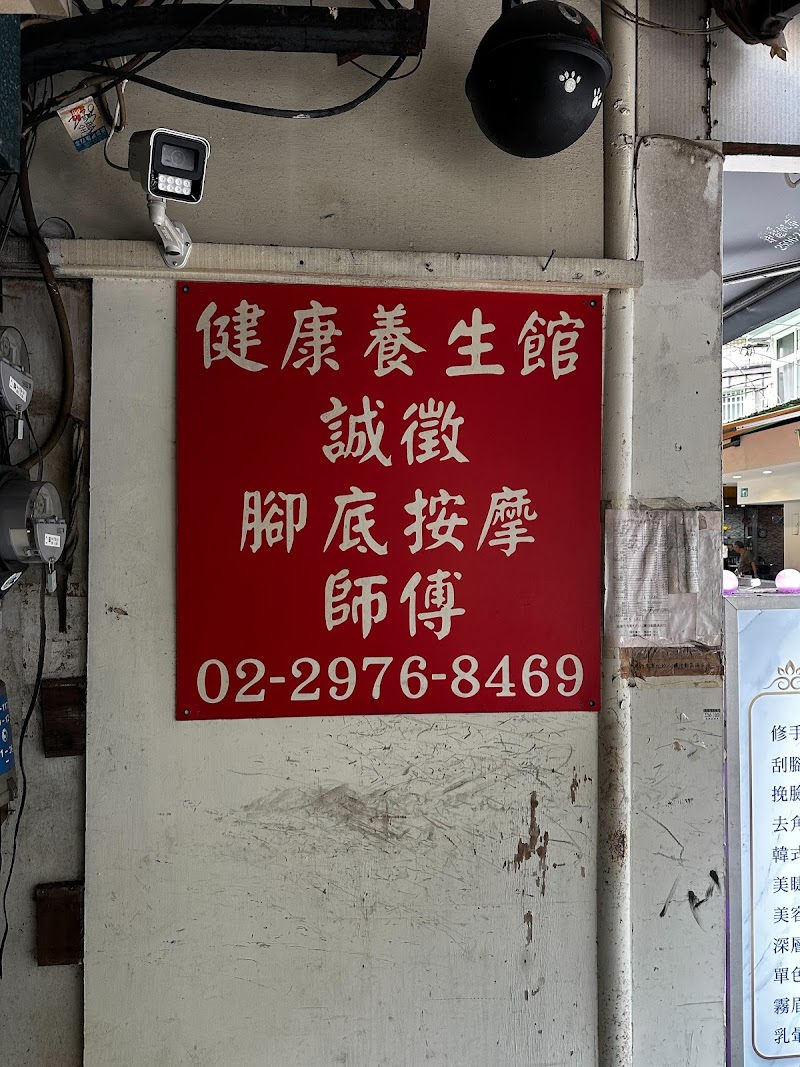 健康養生館
誠徵
腳底按摩
師傅
02-2976-8469
修手
刮腳
挽臉
去角
韓式
美睫
美容
深層
單色
霧眉
乳暈